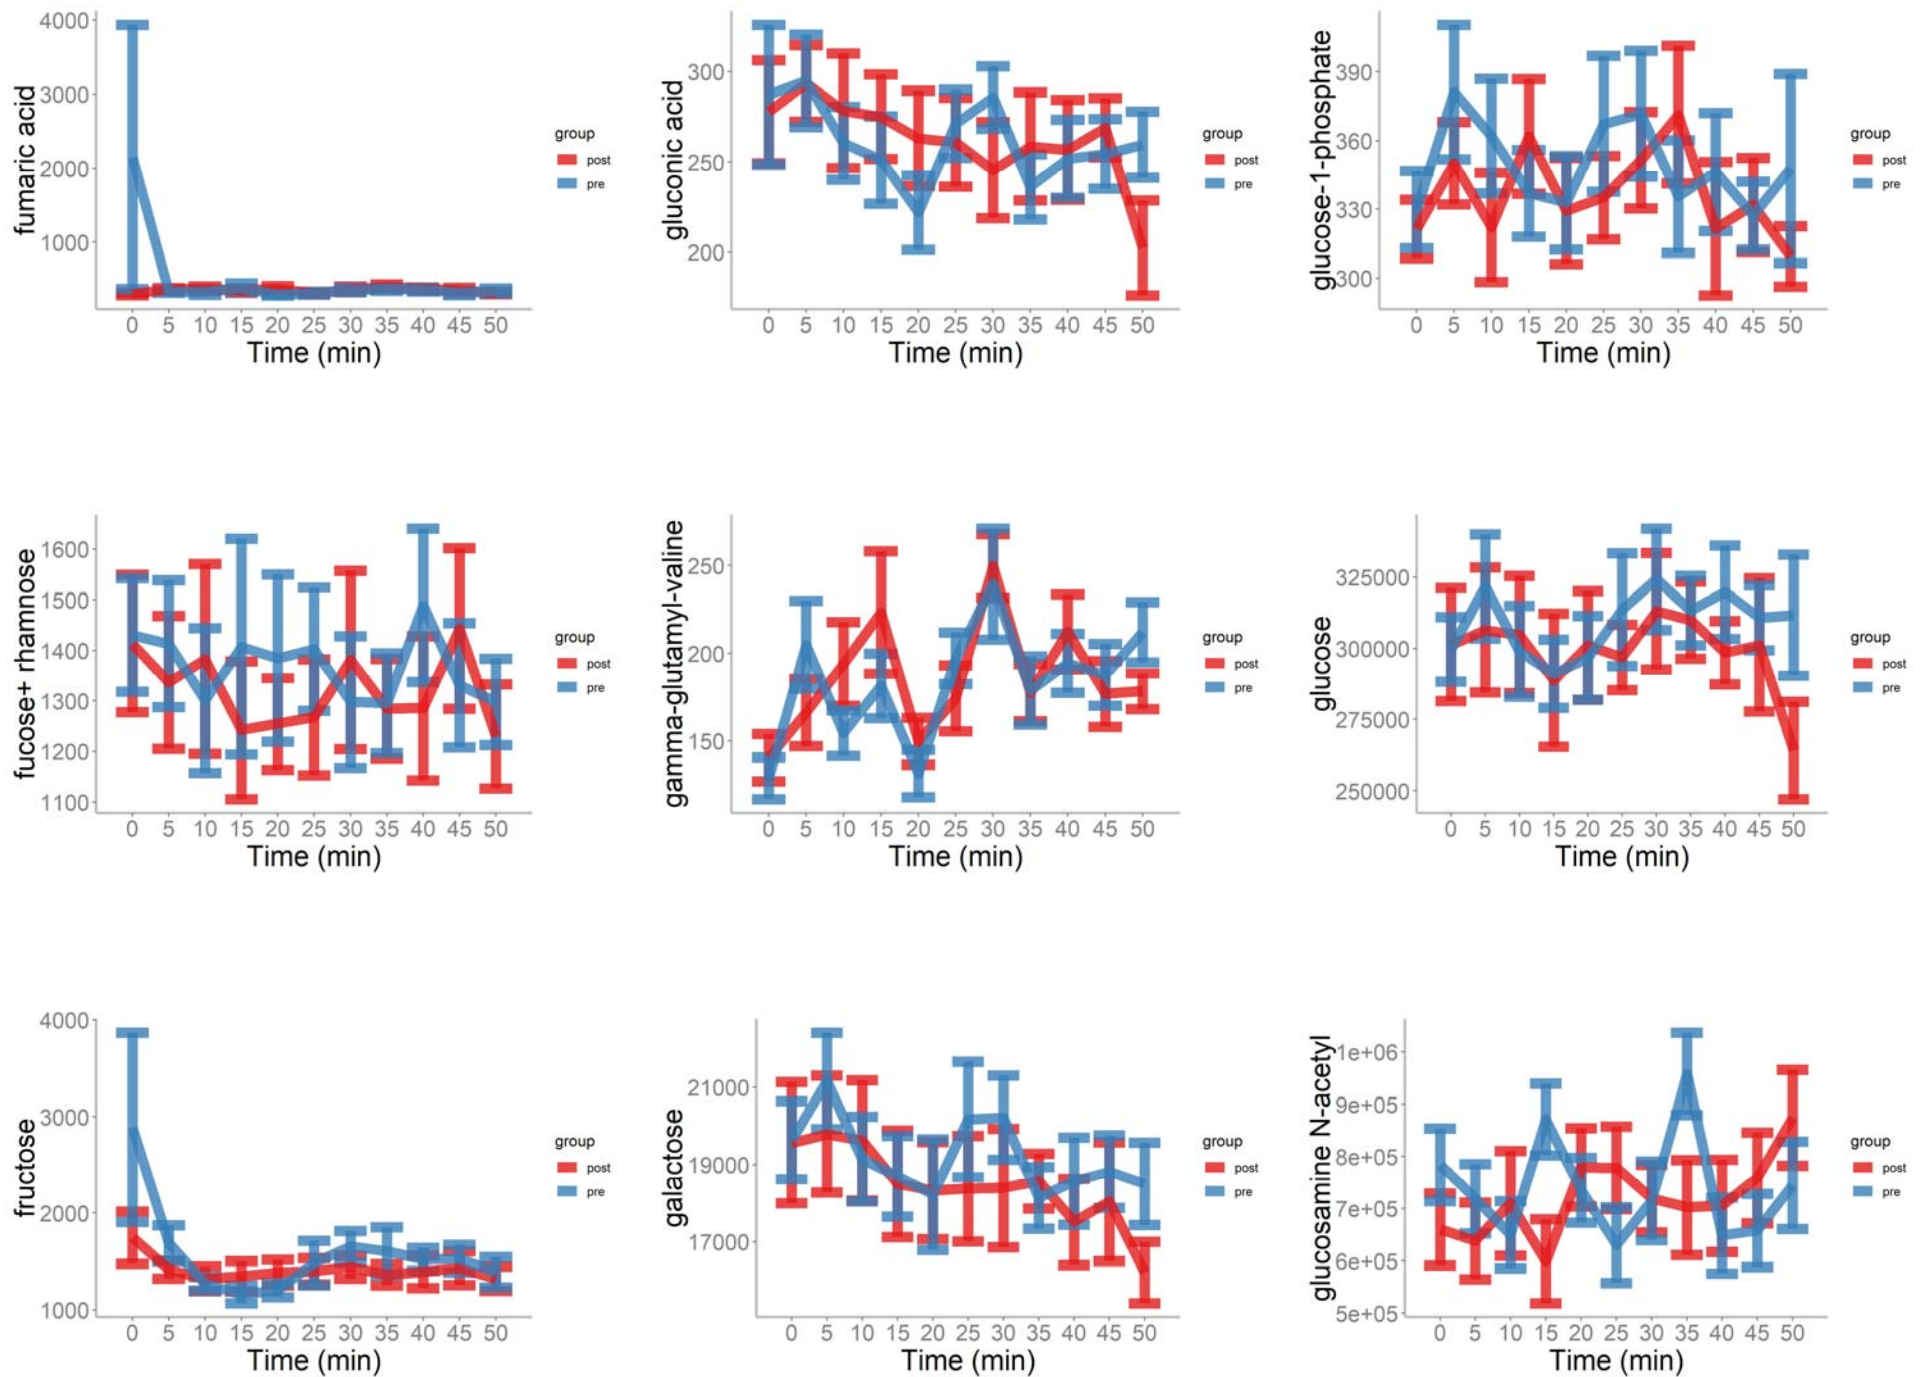 fumaric acid
4000
3000
2000
1000
0 5 10 15 20 25 30 35 40 45 50
Time (min)
group
post
pre
gluconic acid
300
250
200
0 5 10 15 20 25 30 35 40 45 50
Time (min)
group
post
pre
glucose-1-phosphate
390
360
330
300
0 5 10 15 20 25 30 35 40 45 50
Time (min)
group
post
pre
fucose+ rhamnose
1600
1500
1400
1300
1200
1100
0 5 10 15 20 25 30 35 40 45 50
Time (min)
group
post
pre
gamma-glutamyl-valine
250
200
150
0 5 10 15 20 25 30 35 40 45 50
Time (min)
group
post
pre
glucose
325000
300000
275000
250000
0 5 10 15 20 25 30 35 40 45 50
Time (min)
group
post
pre
fructose
4000
3000
2000
1000
0 5 10 15 20 25 30 35 40 45 50
Time (min)
group
post
pre
galactose
21000
19000
17000
0 5 10 15 20 25 30 35 40 45 50
Time (min)
group
post
pre
glucosamine N-acetyl
1e+06
9e+05
8e+05
7e+05
6e+05
5e+05
0 5 10 15 20 25 30 35 40 45 50
Time (min)
group
post
pre